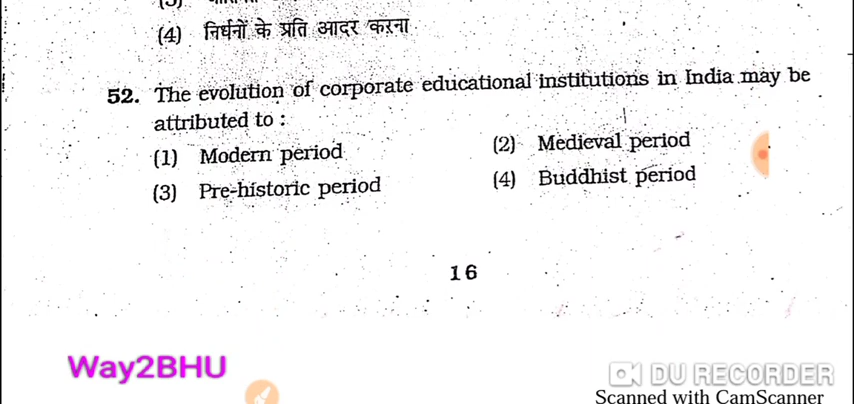 (4) निर्धनों के प्रति आदर करना
52. The evolution of corporate educational institutions in India may be
attributed to :
(1) Modern period
(2) Medieval period
(3) Pre-historic period
(4) Buddhist period
16
Way2BHU
DU RECORDER
Scanned with CamScanner